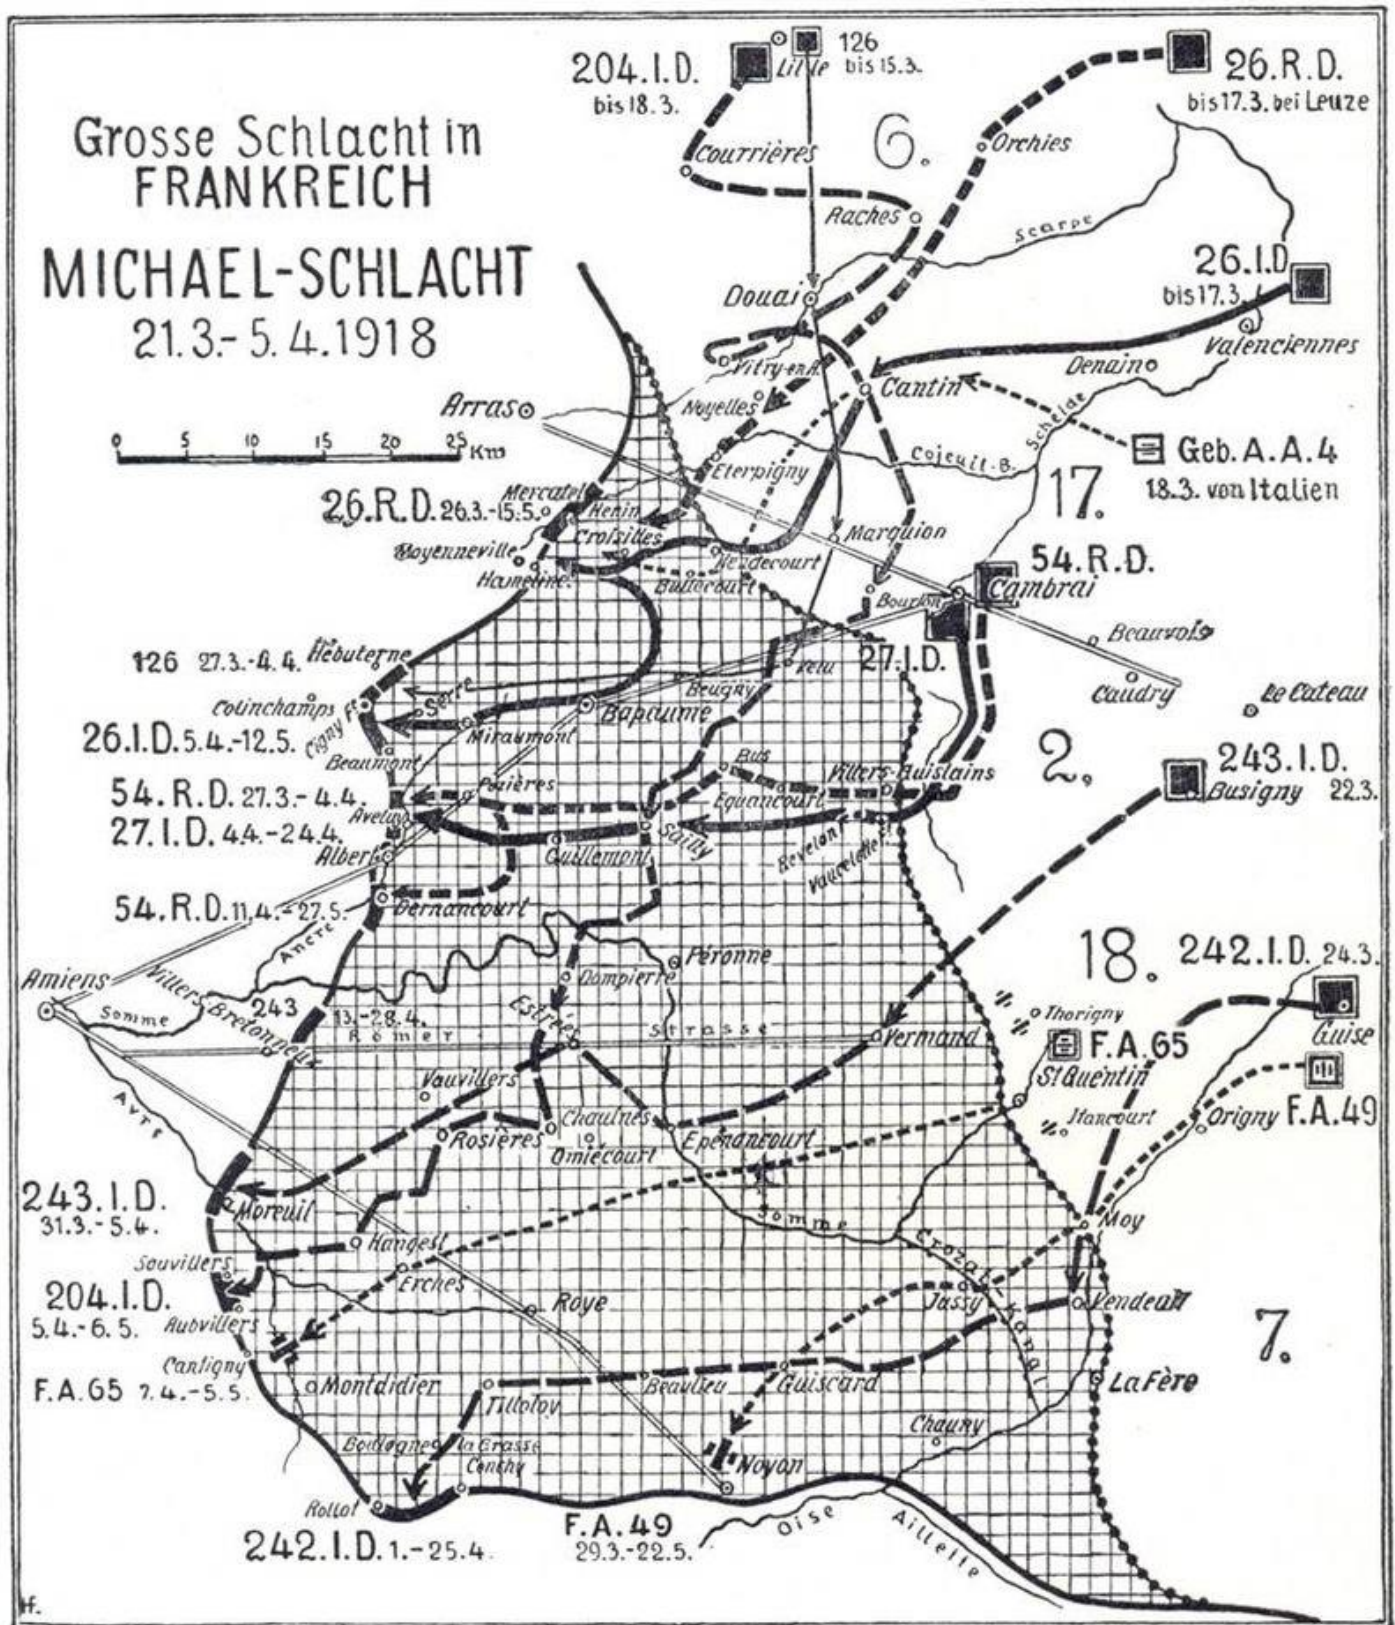 Grosse Schlacht in
FRANKREICH
MICHAEL-SCHLACHT
21.3.-5.4.1918
0 5 10 15 20 25 Km
204.I.D.
bis 18.3.
Lille
126
bis 15.3.
26.R.D.
bis 17.3. bei Leuze
6.
Orchies
Courrières
Raches
Scarpe
26.I.D
bis 17.3.
Douai
Valenciennes
Denain
Vitry-en-A.
Cantin
Noyelles
Arras
Schelde
Geb.A.A.4
18.3. von Italien
Cojeuil-B.
Eterpigny
17.
Mercatel
26.R.D. 26.3.-15.5.
Henin
Croisilles
Marquion
Moyenneville
Hendecourt
54.R.D.
Hameline.
Bullecourt
Cambrai
Bourlon
Beauvois
126 27.3.-4.4.
Hébuterne
27.I.D.
Velu
Beugny
Caudry
Le Cateau
Colinchamps
Serre
Bapaume
Cigny Fe
Miraumont
26.I.D. 5.4.-12.5.
Beaumont
2.
243.I.D.
Busigny 22.3.
Bus
Villers-Guislains
Pozières
Equancourt
54.R.D. 27.3.-4.4.
Aveluy
27.I.D. 4.4.-24.4.
Sailly
Revelon
Albert
Guillemont
Vaucelette
54.R.D. 11.4.-27.5.
Dernancourt
Ancre
18.
242.I.D. 24.3.
Péronne
Amiens
Villers-Bretonneux
Dompierre
Somme
243
13.-28.4.
Estrées
Thorigny
Römer Strasse
Vermand
F.A.65
Guise
St Quentin
Vauvillers
Avre
Chaulnes
Itancourt
Origny
F.A.49
Rosières
Omiécourt
Epénancourt
243.I.D.
31.3.-5.4.
Moreuil
Somme
Moy
Hangest
Crozat-Kanal
Sauvillers
Erches
Jussy
Vendeuil
204.I.D.
5.4.-6.5.
Roye
Aubvillers
7.
Cantigny
F.A.65 7.4.-5.5.
Montdidier
Beaulieu
Guiscard
La Fère
Tilloloy
Chauny
Boulogne
la Grasse
Conchy
Noyon
Rollot
242.I.D. 1.-25.4.
F.A.49
29.3.-22.5.
Oise
Aillette
Hf.